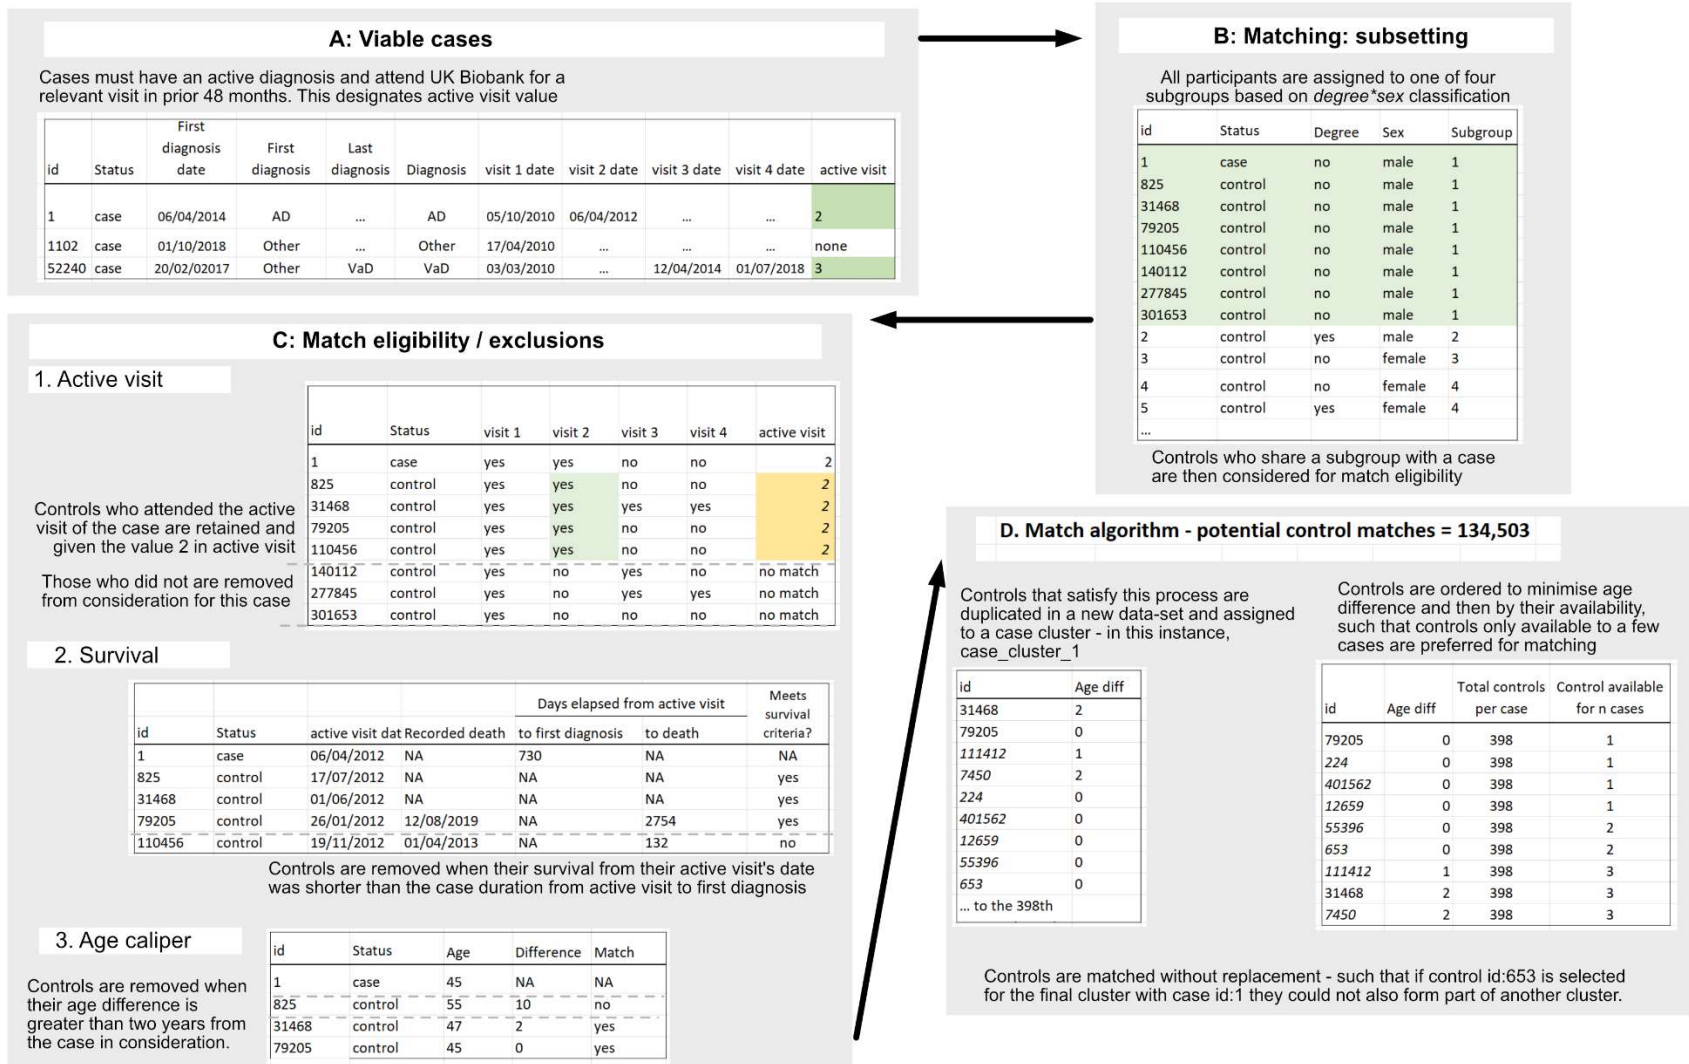 A: Viable cases
Cases must have an active diagnosis and attend UK Biobank for a
relevant visit in prior 48 months. This designates active visit value
First
diagnosis First Last
id Status date diagnosis diagnosis Diagnosis visit 1 date visit 2 date visit 3 date visit 4 date active visit
1 case 06/04/2014 AD ... AD 05/10/2010 06/04/2012 ... ... 2
1102 case 01/10/2018 Other ... Other 17/04/2010 ... ... ... none
52240 case 20/02/02017 Other VaD VaD 03/03/2010 ... 12/04/2014 01/07/2018 3
B: Matching: subsetting
All participants are assigned to one of four
subgroups based on degree*sex classification
id Status Degree Sex Subgroup
1 case no male 1
825 control no male 1
31468 control no male 1
79205 control no male 1
110456 control no male 1
140112 control no male 1
277845 control no male 1
301653 control no male 1
2 control yes male 2
3 control no female 3
4 control no female 4
5 control yes female 4
...
Controls who share a subgroup with a case
are then considered for match eligibility
C: Match eligibility / exclusions
1. Active visit
id Status visit 1 visit 2 visit 3 visit 4 active visit
1 case yes yes no no 2
825 control yes yes no no 2
31468 control yes yes yes yes 2
79205 control yes yes no no 2
110456 control yes yes no no 2
140112 control yes no yes no no match
277845 control yes no yes yes no match
301653 control yes no no no no match
Controls who attended the active
visit of the case are retained and
given the value 2 in active visit
Those who did not are removed
from consideration for this case
2. Survival
Days elapsed from active visit Meets
survival
id Status active visit dat Recorded death to first diagnosis to death criteria?
1 case 06/04/2012 NA 730 NA NA
825 control 17/07/2012 NA NA NA yes
31468 control 01/06/2012 NA NA NA yes
79205 control 26/01/2012 12/08/2019 NA 2754 yes
110456 control 19/11/2012 01/04/2013 NA 132 no
Controls are removed when their survival from their active visit's date
was shorter than the case duration from active visit to first diagnosis
3. Age caliper
Controls are removed when
their age difference is
greater than two years from
the case in consideration.
id Status Age Difference Match
1 case 45 NA NA
825 control 55 10 no
31468 control 47 2 yes
79205 control 45 0 yes
D. Match algorithm - potential control matches = 134,503
Controls that satisfy this process are
duplicated in a new data-set and assigned
to a case cluster - in this instance,
case_cluster_1
id Age diff
31468 2
79205 0
111412 1
7450 2
224 0
401562 0
12659 0
55396 0
653 0
... to the 398th
Controls are ordered to minimise age
difference and then by their availability,
such that controls only available to a few
cases are preferred for matching
Total controls Control available
id Age diff per case for n cases
79205 0 398 1
224 0 398 1
401562 0 398 1
12659 0 398 1
55396 0 398 2
653 0 398 2
111412 1 398 3
31468 2 398 3
7450 2 398 3
Controls are matched without replacement - such that if control id:653 is selected
for the final cluster with case id:1 they could not also form part of another cluster.